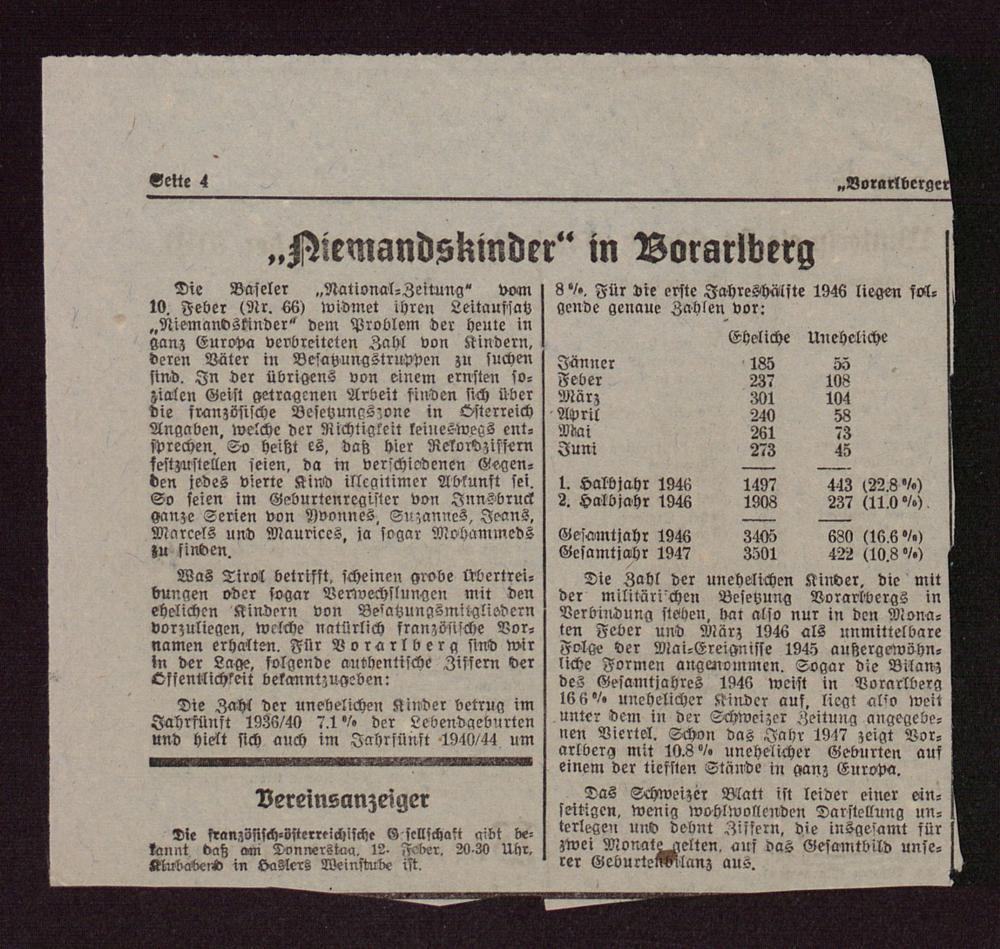 Seite 4
„Vorarlberger
„Niemandskinder“ in Vorarlberg
Die Baseler „National-Zeitung“ vom
10. Feber (Nr. 66) widmet ihren Leitaufsatz
„Niemandskinder“ dem Problem der heute in
ganz Europa verbreiteten Zahl von Kindern,
deren Väter in Besatzungstruppen zu suchen
sind. In der übrigens von einem ernsten so-
zialen Geist getragenen Arbeit finden sich über
die französische Besetzungszone in Österreich
Angaben, welche der Richtigkeit keineswegs ent-
sprechen. So heißt es, daß hier Rekordziffern
festzustellen seien, da in verschiedenen Gegen-
den jedes vierte Kind illegitimer Abkunft sei.
So seien im Geburtenregister von Innsbruck
ganze Serien von Yvonnes, Suzannes, Jeans,
Marcels und Maurices, ja sogar Mohammeds
zu finden.
Was Tirol betrifft, scheinen grobe Übertrei-
bungen oder sogar Verwechslungen mit den
ehelichen Kindern von Besatzungsmitgliedern
vorzuliegen, welche natürlich französische Vor-
namen erhalten. Für Vorarlberg sind wir
in der Lage, folgende authentische Ziffern der
Öffentlichkeit bekanntzugeben:
Die Zahl der unehelichen Kinder betrug im
Jahrfünft 1936/40 7.1 % der Lebendgeburten
und hielt sich auch im Jahrfünft 1940/44 um
Vereinsanzeiger
Die französisch-österreichische Gesellschaft gibt be-
kannt daß am Donnerstag, 12. Feber, 20.30 Uhr,
Klubabend in Haslers Weinstube ist.
8 %. Für die erste Jahreshälfte 1946 liegen fol-
gende genaue Zahlen vor:
Eheliche Uneheliche
Jänner 185 55
Feber 237 108
März 301 104
April 240 58
Mai 261 73
Juni 273 45
1. Halbjahr 1946 1497 443 (22.8 %)
2. Halbjahr 1946 1908 237 (11.0 %)
Gesamtjahr 1946 3405 680 (16.6 %)
Gesamtjahr 1947 3501 422 (10.8 %)
Die Zahl der unehelichen Kinder, die mit
der militärischen Besetzung Vorarlbergs in
Verbindung stehen, hat also nur in den Mona-
ten Feber und März 1946 als unmittelbare
Folge der Mai-Ereignisse 1945 außergewöhn-
liche Formen angenommen. Sogar die Bilanz
des Gesamtjahres 1946 weist in Vorarlberg
16.6 % unehelicher Kinder auf, liegt also weit
unter dem in der Schweizer Zeitung angegebe-
nen Viertel. Schon das Jahr 1947 zeigt Vor-
arlberg mit 10.8 % unehelicher Geburten auf
einem der tiefsten Stände in ganz Europa.
Das Schweizer Blatt ist leider einer ein-
seitigen, wenig wohlwollenden Darstellung un-
terlegen und dehnt Ziffern, die insgesamt für
zwei Monate gelten, auf das Gesamtbild unse-
rer Geburtenbilanz aus.